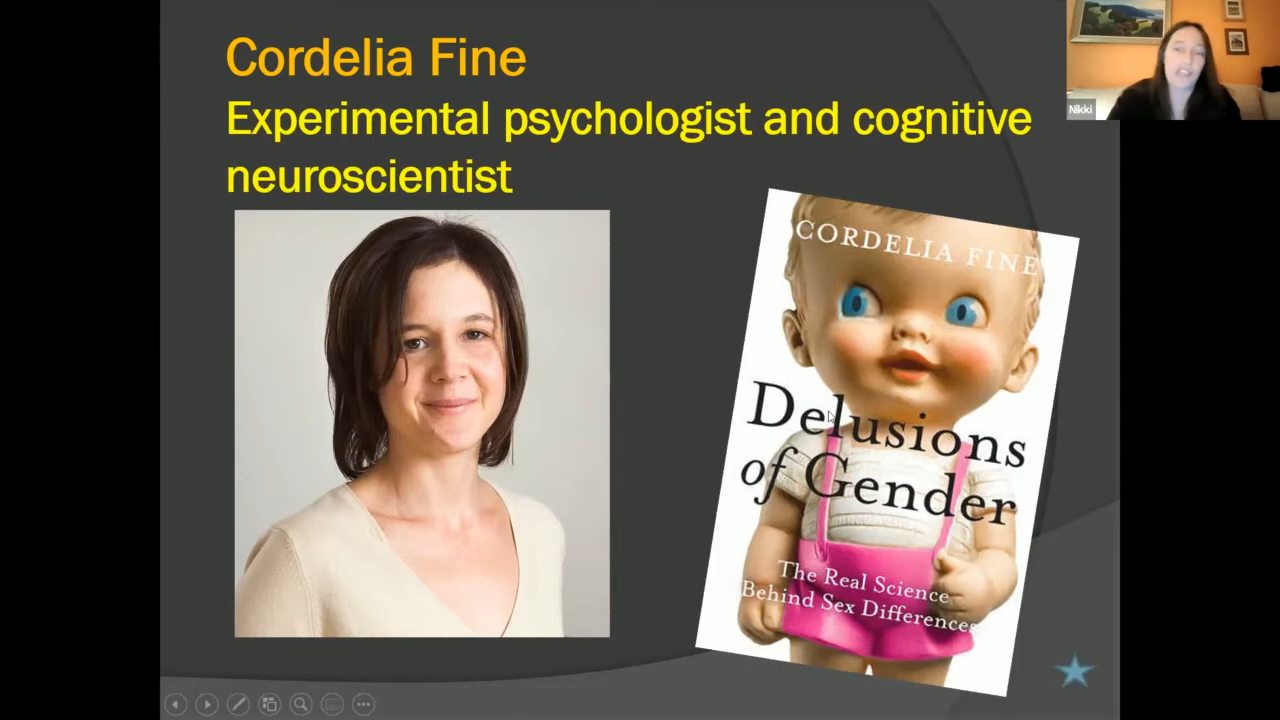 Cordelia Fine
Experimental psychologist and cognitive
neuroscientist
Nikki
CORDELIA FINE
Delusions
of Gender
The Real Science
Behind Sex Differences